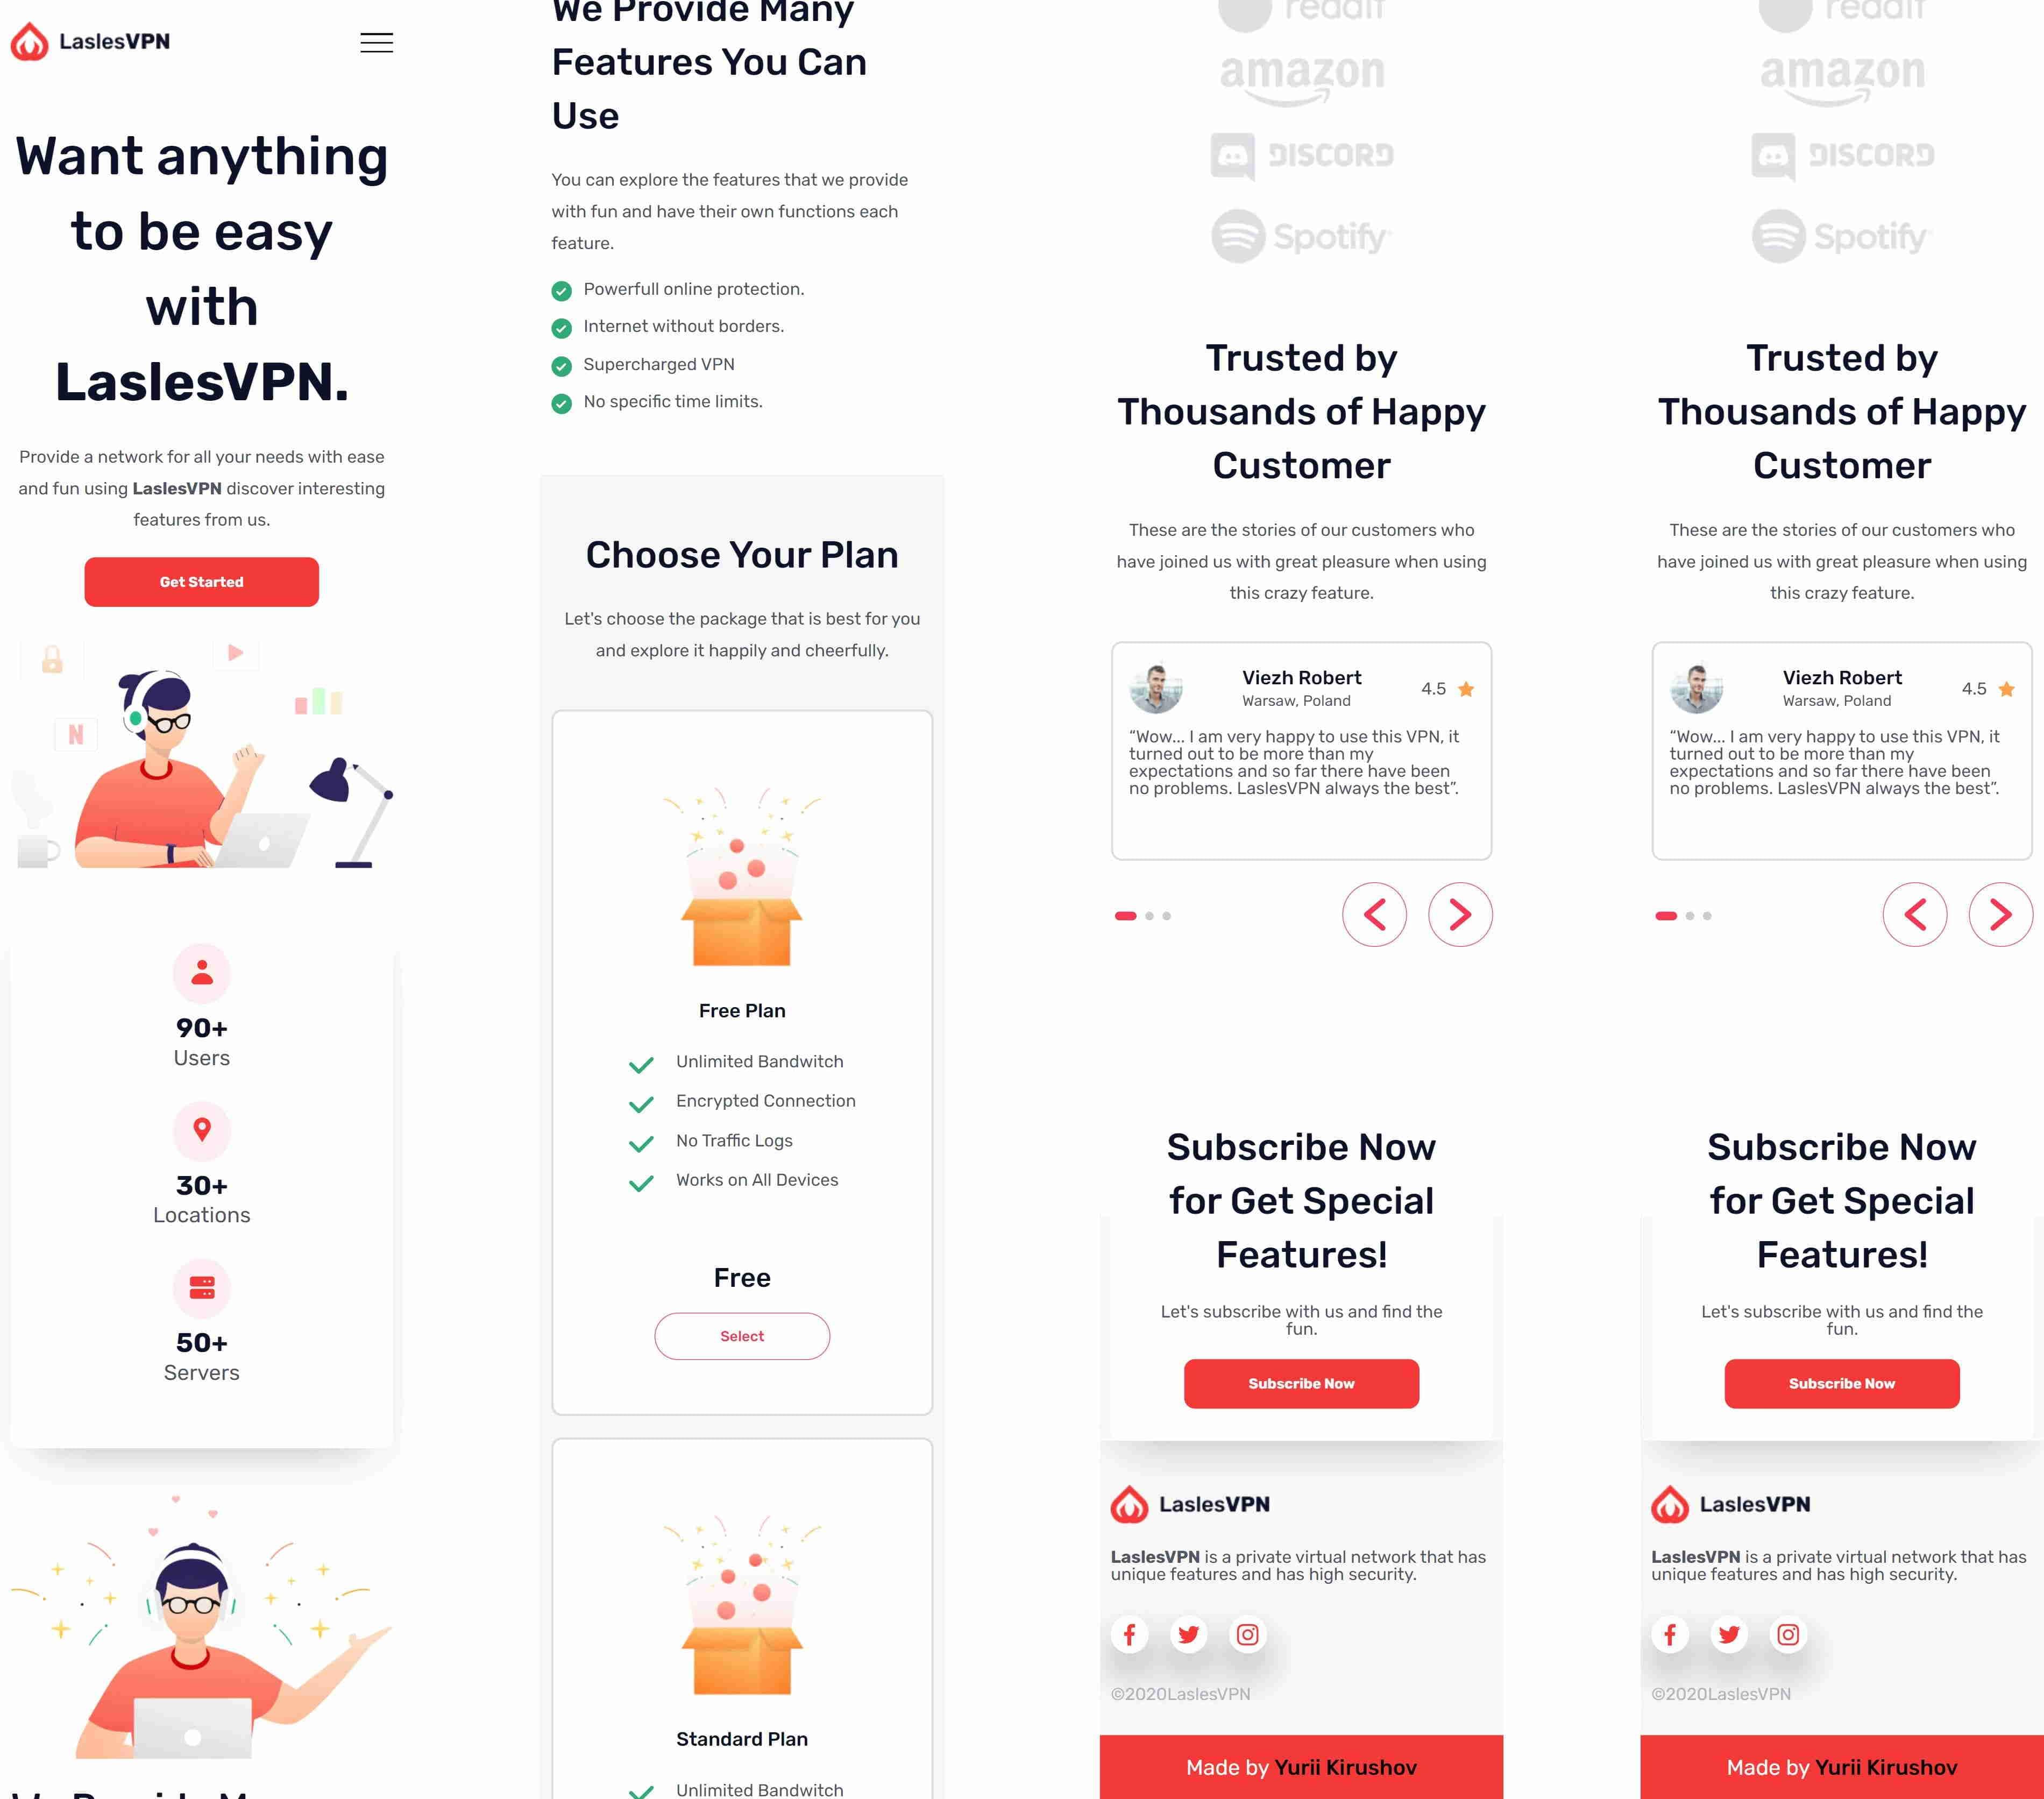 LaslesVPN
Want anything
to be easy
with
LaslesVPN.
Provide a network for all your needs with ease
and fun using LaslesVPN discover interesting
features from us.
Get Started
N
90+
Users
30+
Locations
50+
Servers
We Provide Many
Features You Can
Use
You can explore the features that we provide
with fun and have their own functions each
feature.
Powerfull online protection.
Internet without borders.
Supercharged VPN
No specific time limits.
Choose Your Plan
Let's choose the package that is best for you
and explore it happily and cheerfully.
Free Plan
Unlimited Bandwitch
Encrypted Connection
No Traffic Logs
Works on All Devices
Free
Select
Standard Plan
Unlimited Bandwitch
reddit
amazon
DISCORD
Spotify
Trusted by
Thousands of Happy
Customer
These are the stories of our customers who
have joined us with great pleasure when using
this crazy feature.
Viezh Robert
Warsaw, Poland
4.5
“Wow... I am very happy to use this VPN, it
turned out to be more than my
expectations and so far there have been
no problems. LaslesVPN always the best”.
Subscribe Now
for Get Special
Features!
Let's subscribe with us and find the
fun.
Subscribe Now
LaslesVPN
LaslesVPN is a private virtual network that has
unique features and has high security.
©2020LaslesVPN
Made by Yurii Kirushov
reddit
amazon
DISCORD
Spotify
Trusted by
Thousands of Happy
Customer
These are the stories of our customers who
have joined us with great pleasure when using
this crazy feature.
Viezh Robert
Warsaw, Poland
4.5
“Wow... I am very happy to use this VPN, it
turned out to be more than my
expectations and so far there have been
no problems. LaslesVPN always the best”.
Subscribe Now
for Get Special
Features!
Let's subscribe with us and find the
fun.
Subscribe Now
LaslesVPN
LaslesVPN is a private virtual network that has
unique features and has high security.
©2020LaslesVPN
Made by Yurii Kirushov